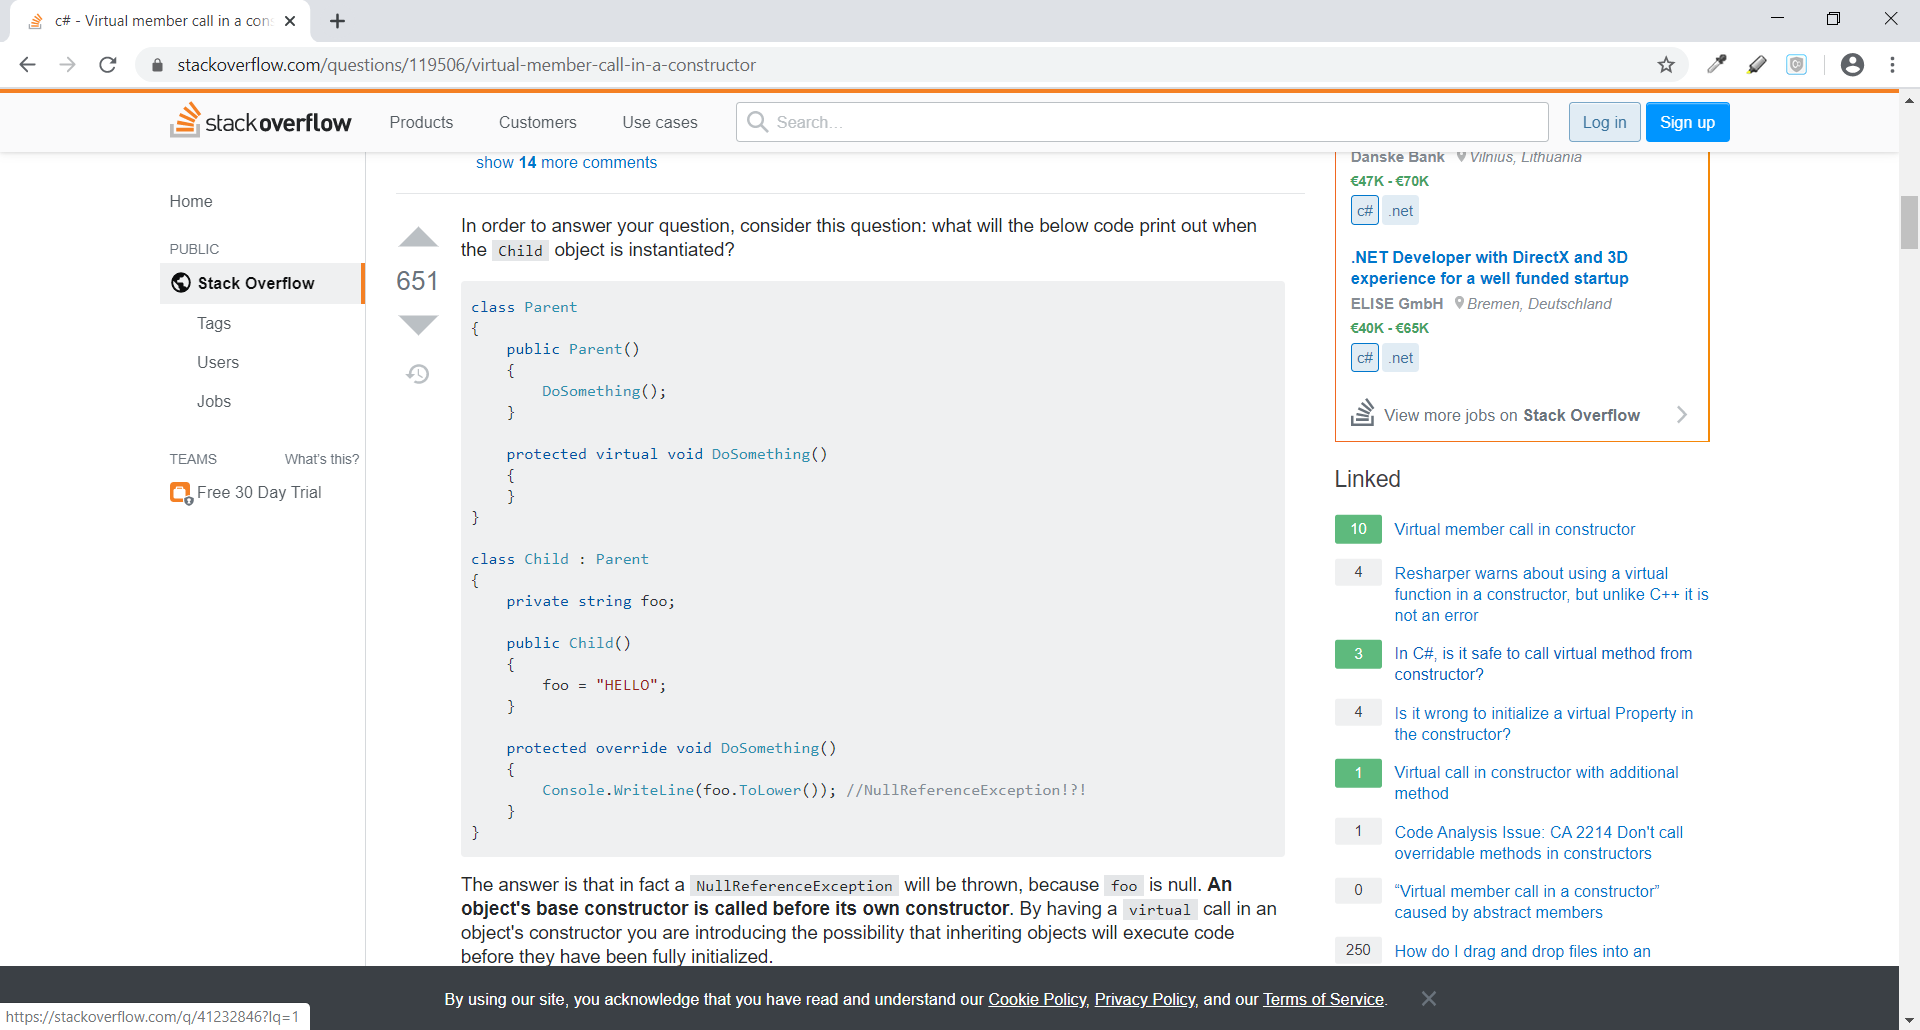 c# - Virtual member call in a con
stackoverflow.com/questions/119506/virtual-member-call-in-a-constructor
stackoverflow
Products
Customers
Use cases
Search...
Log in
Sign up
Home
PUBLIC
Stack Overflow
Tags
Users
Jobs
TEAMS
What's this?
Free 30 Day Trial
show 14 more comments
651
In order to answer your question, consider this question: what will the below code print out when
the Child object is instantiated?
class Parent
{
    public Parent()
    {
        DoSomething();
    }

    protected virtual void DoSomething()
    {
    }
}

class Child : Parent
{
    private string foo;

    public Child()
    {
        foo = "HELLO";
    }

    protected override void DoSomething()
    {
        Console.WriteLine(foo.ToLower()); //NullReferenceException!?!
    }
}
The answer is that in fact a NullReferenceException will be thrown, because foo is null. An
object's base constructor is called before its own constructor. By having a virtual call in an
object's constructor you are introducing the possibility that inheriting objects will execute code
before they have been fully initialized.
Danske Bank Vilnius, Lithuania
€47K - €70K
c# .net
.NET Developer with DirectX and 3D
experience for a well funded startup
ELISE GmbH Bremen, Deutschland
€40K - €65K
c# .net
View more jobs on Stack Overflow
Linked
10 Virtual member call in constructor
4 Resharper warns about using a virtual
function in a constructor, but unlike C++ it is
not an error
3 In C#, is it safe to call virtual method from
constructor?
4 Is it wrong to initialize a virtual Property in
the constructor?
1 Virtual call in constructor with additional
method
1 Code Analysis Issue: CA 2214 Don't call
overridable methods in constructors
0 “Virtual member call in a constructor”
caused by abstract members
250 How do I drag and drop files into an
By using our site, you acknowledge that you have read and understand our Cookie Policy, Privacy Policy, and our Terms of Service.
https://stackoverflow.com/q/41232846?lq=1